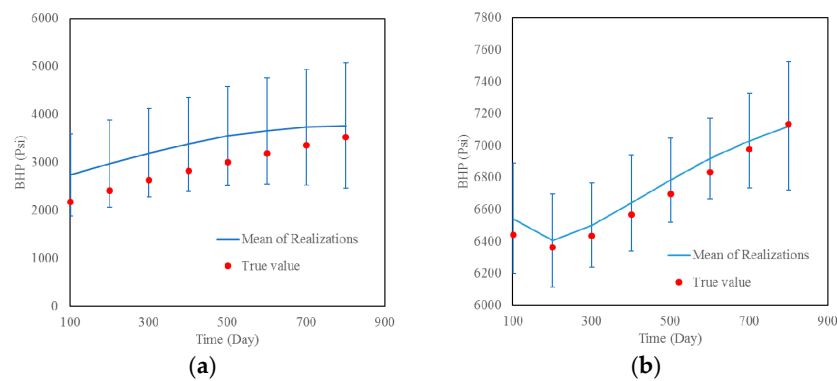 6000
5000
4000
3000
2000
1000
0
BHP (Psi)
Mean of Realizations
True value
100 300 500 700 900
Time (Day)
(a)
7800
7600
7400
7200
7000
6800
6600
6400
6200
6000
BHP (Psi)
Mean of Realizations
True value
100 300 500 700 900
Time (Day)
(b)